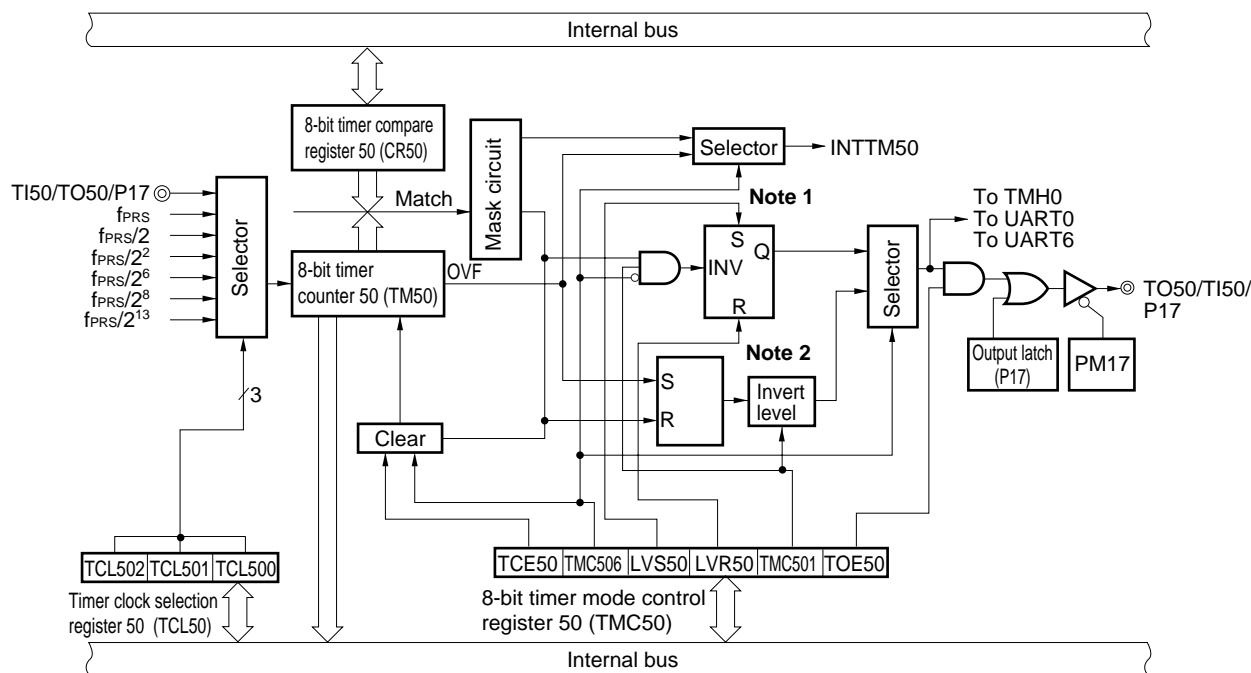 Internal bus
8-bit timer compare
register 50 (CR50)
Mask circuit
Selector
INTTM50
TI50/TO50/P17
fPRS
fPRS/2
fPRS/2²
fPRS/2⁶
fPRS/2⁸
fPRS/2¹³
Selector
Match
Note 1
8-bit timer
counter 50 (TM50)
OVF
S
Q
INV
R
Selector
To TMH0
To UART0
To UART6
TO50/TI50/
P17
Output latch
(P17)
PM17
Note 2
S
R
Invert
level
3
Clear
TCL502
TCL501
TCL500
Timer clock selection
register 50 (TCL50)
TCE50
TMC506
LVS50
LVR50
TMC501
TOE50
8-bit timer mode control
register 50 (TMC50)
Internal bus